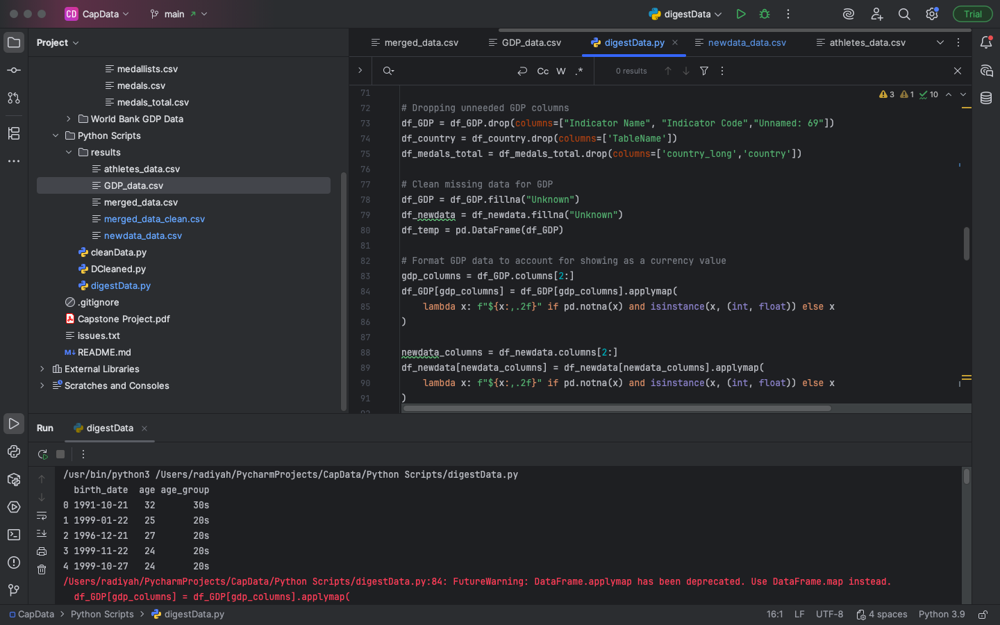 CD CapData main digestData Trial
Project
medallists.csv
medals.csv
medals_total.csv
World Bank GDP Data
Python Scripts
results
athletes_data.csv
GDP_data.csv
merged_data.csv
merged_data_clean.csv
newdata_data.csv
cleanData.py
DCleaned.py
digestData.py
.gitignore
Capstone Project.pdf
issues.txt
M↓ README.md
External Libraries
Scratches and Consoles
merged_data.csv GDP_data.csv digestData.py newdata_data.csv athletes_data.csv
Cc W .* 0 results
3 1 10
71
72 # Dropping unneeded GDP columns
73 df_GDP = df_GDP.drop(columns=["Indicator Name", "Indicator Code","Unnamed: 69"])
74 df_country = df_country.drop(columns=['TableName'])
75 df_medals_total = df_medals_total.drop(columns=['country_long','country'])
76
77 # Clean missing data for GDP
78 df_GDP = df_GDP.fillna("Unknown")
79 df_newdata = df_newdata.fillna("Unknown")
80 df_temp = pd.DataFrame(df_GDP)
81
82 # Format GDP data to account for showing as a currency value
83 gdp_columns = df_GDP.columns[2:]
84 df_GDP[gdp_columns] = df_GDP[gdp_columns].applymap(
85 lambda x: f"${x:,.2f}" if pd.notna(x) and isinstance(x, (int, float)) else x
86 )
87
88 newdata_columns = df_newdata.columns[2:]
89 df_newdata[newdata_columns] = df_newdata[newdata_columns].applymap(
90 lambda x: f"${x:,.2f}" if pd.notna(x) and isinstance(x, (int, float)) else x
91 )
Run digestData
/usr/bin/python3 /Users/radiyah/PycharmProjects/CapData/Python Scripts/digestData.py
birth_date age age_group
0 1991-10-21 32 30s
1 1999-01-22 25 20s
2 1996-12-21 27 20s
3 1999-11-22 24 20s
4 1999-10-27 24 20s
/Users/radiyah/PycharmProjects/CapData/Python Scripts/digestData.py:84: FutureWarning: DataFrame.applymap has been deprecated. Use DataFrame.map instead.
df_GDP[gdp_columns] = df_GDP[gdp_columns].applymap(
CapData Python Scripts digestData.py 16:1 LF UTF-8 4 spaces Python 3.9